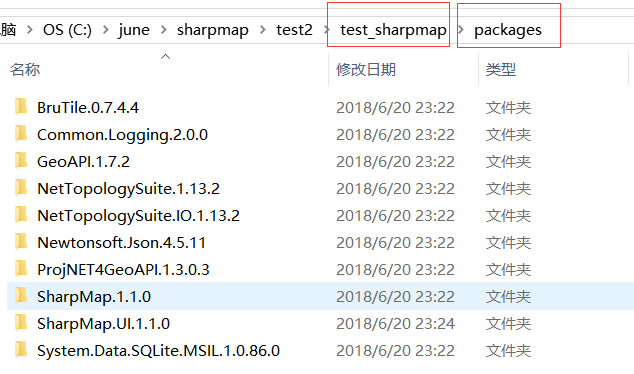 脑 > OS (C:) > june > sharpmap > test2 > test_sharpmap > packages
名称 修改日期 类型
BruTile.0.7.4.4 2018/6/20 23:22 文件夹
Common.Logging.2.0.0 2018/6/20 23:22 文件夹
GeoAPI.1.7.2 2018/6/20 23:22 文件夹
NetTopologySuite.1.13.2 2018/6/20 23:22 文件夹
NetTopologySuite.IO.1.13.2 2018/6/20 23:22 文件夹
Newtonsoft.Json.4.5.11 2018/6/20 23:22 文件夹
ProjNET4GeoAPI.1.3.0.3 2018/6/20 23:22 文件夹
SharpMap.1.1.0 2018/6/20 23:22 文件夹
SharpMap.UI.1.1.0 2018/6/20 23:24 文件夹
System.Data.SQLite.MSIL.1.0.86.0 2018/6/20 23:22 文件夹